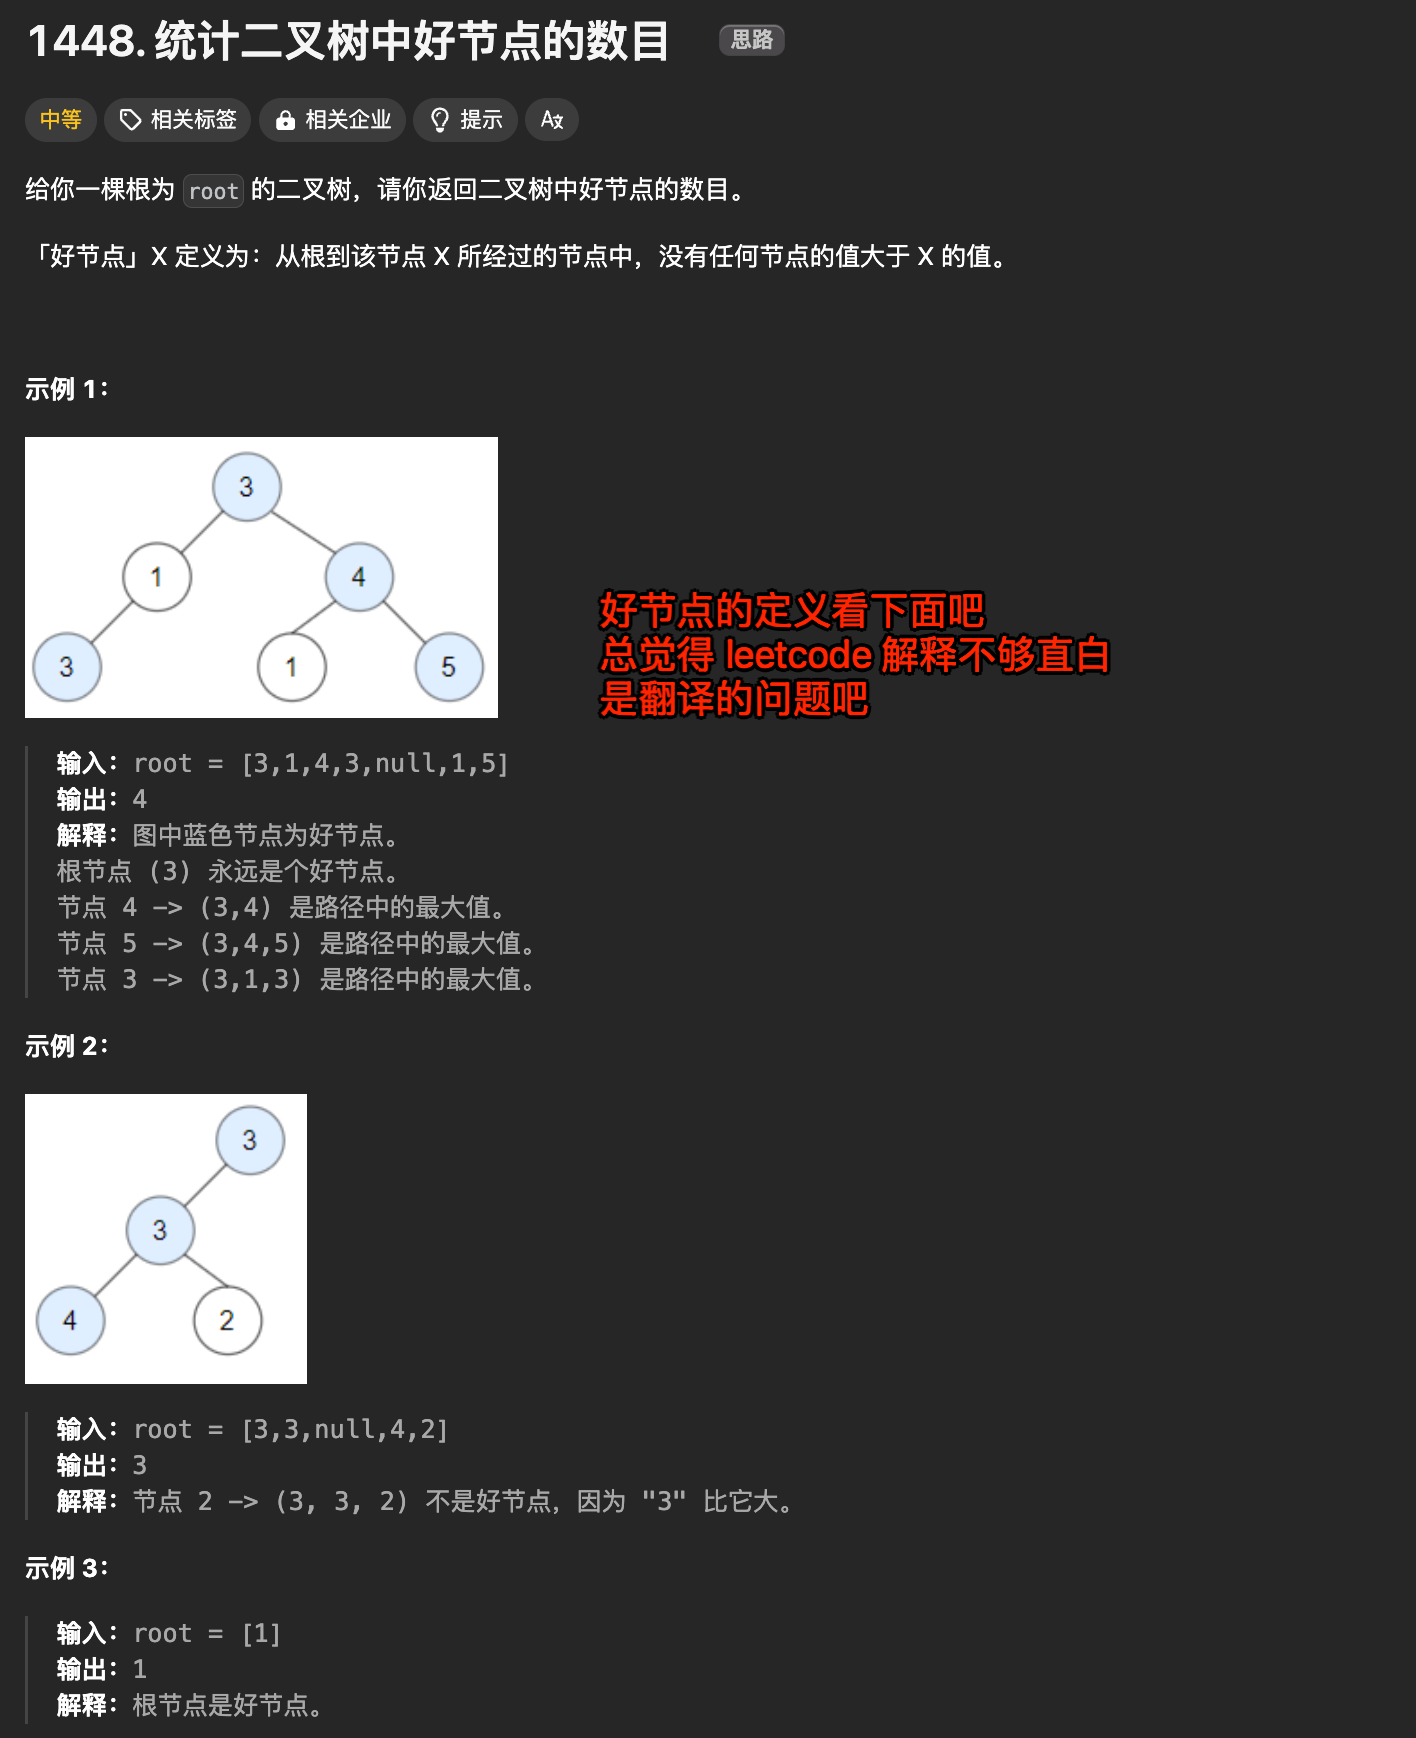 1448. 统计二叉树中好节点的数目 思路
中等 相关标签 相关企业 提示 A文
给你一棵根为 root 的二叉树，请你返回二叉树中好节点的数目。
「好节点」X 定义为：从根到该节点 X 所经过的节点中，没有任何节点的值大于 X 的值。
示例 1：
3
1 4
3 1 5
好节点的定义看下面吧
总觉得 leetcode 解释不够直白
是翻译的问题吧
输入：root = [3,1,4,3,null,1,5]
输出：4
解释：图中蓝色节点为好节点。
根节点 (3) 永远是个好节点。
节点 4 -> (3,4) 是路径中的最大值。
节点 5 -> (3,4,5) 是路径中的最大值。
节点 3 -> (3,1,3) 是路径中的最大值。
示例 2：
3
3
4 2
输入：root = [3,3,null,4,2]
输出：3
解释：节点 2 -> (3, 3, 2) 不是好节点，因为 "3" 比它大。
示例 3：
输入：root = [1]
输出：1
解释：根节点是好节点。